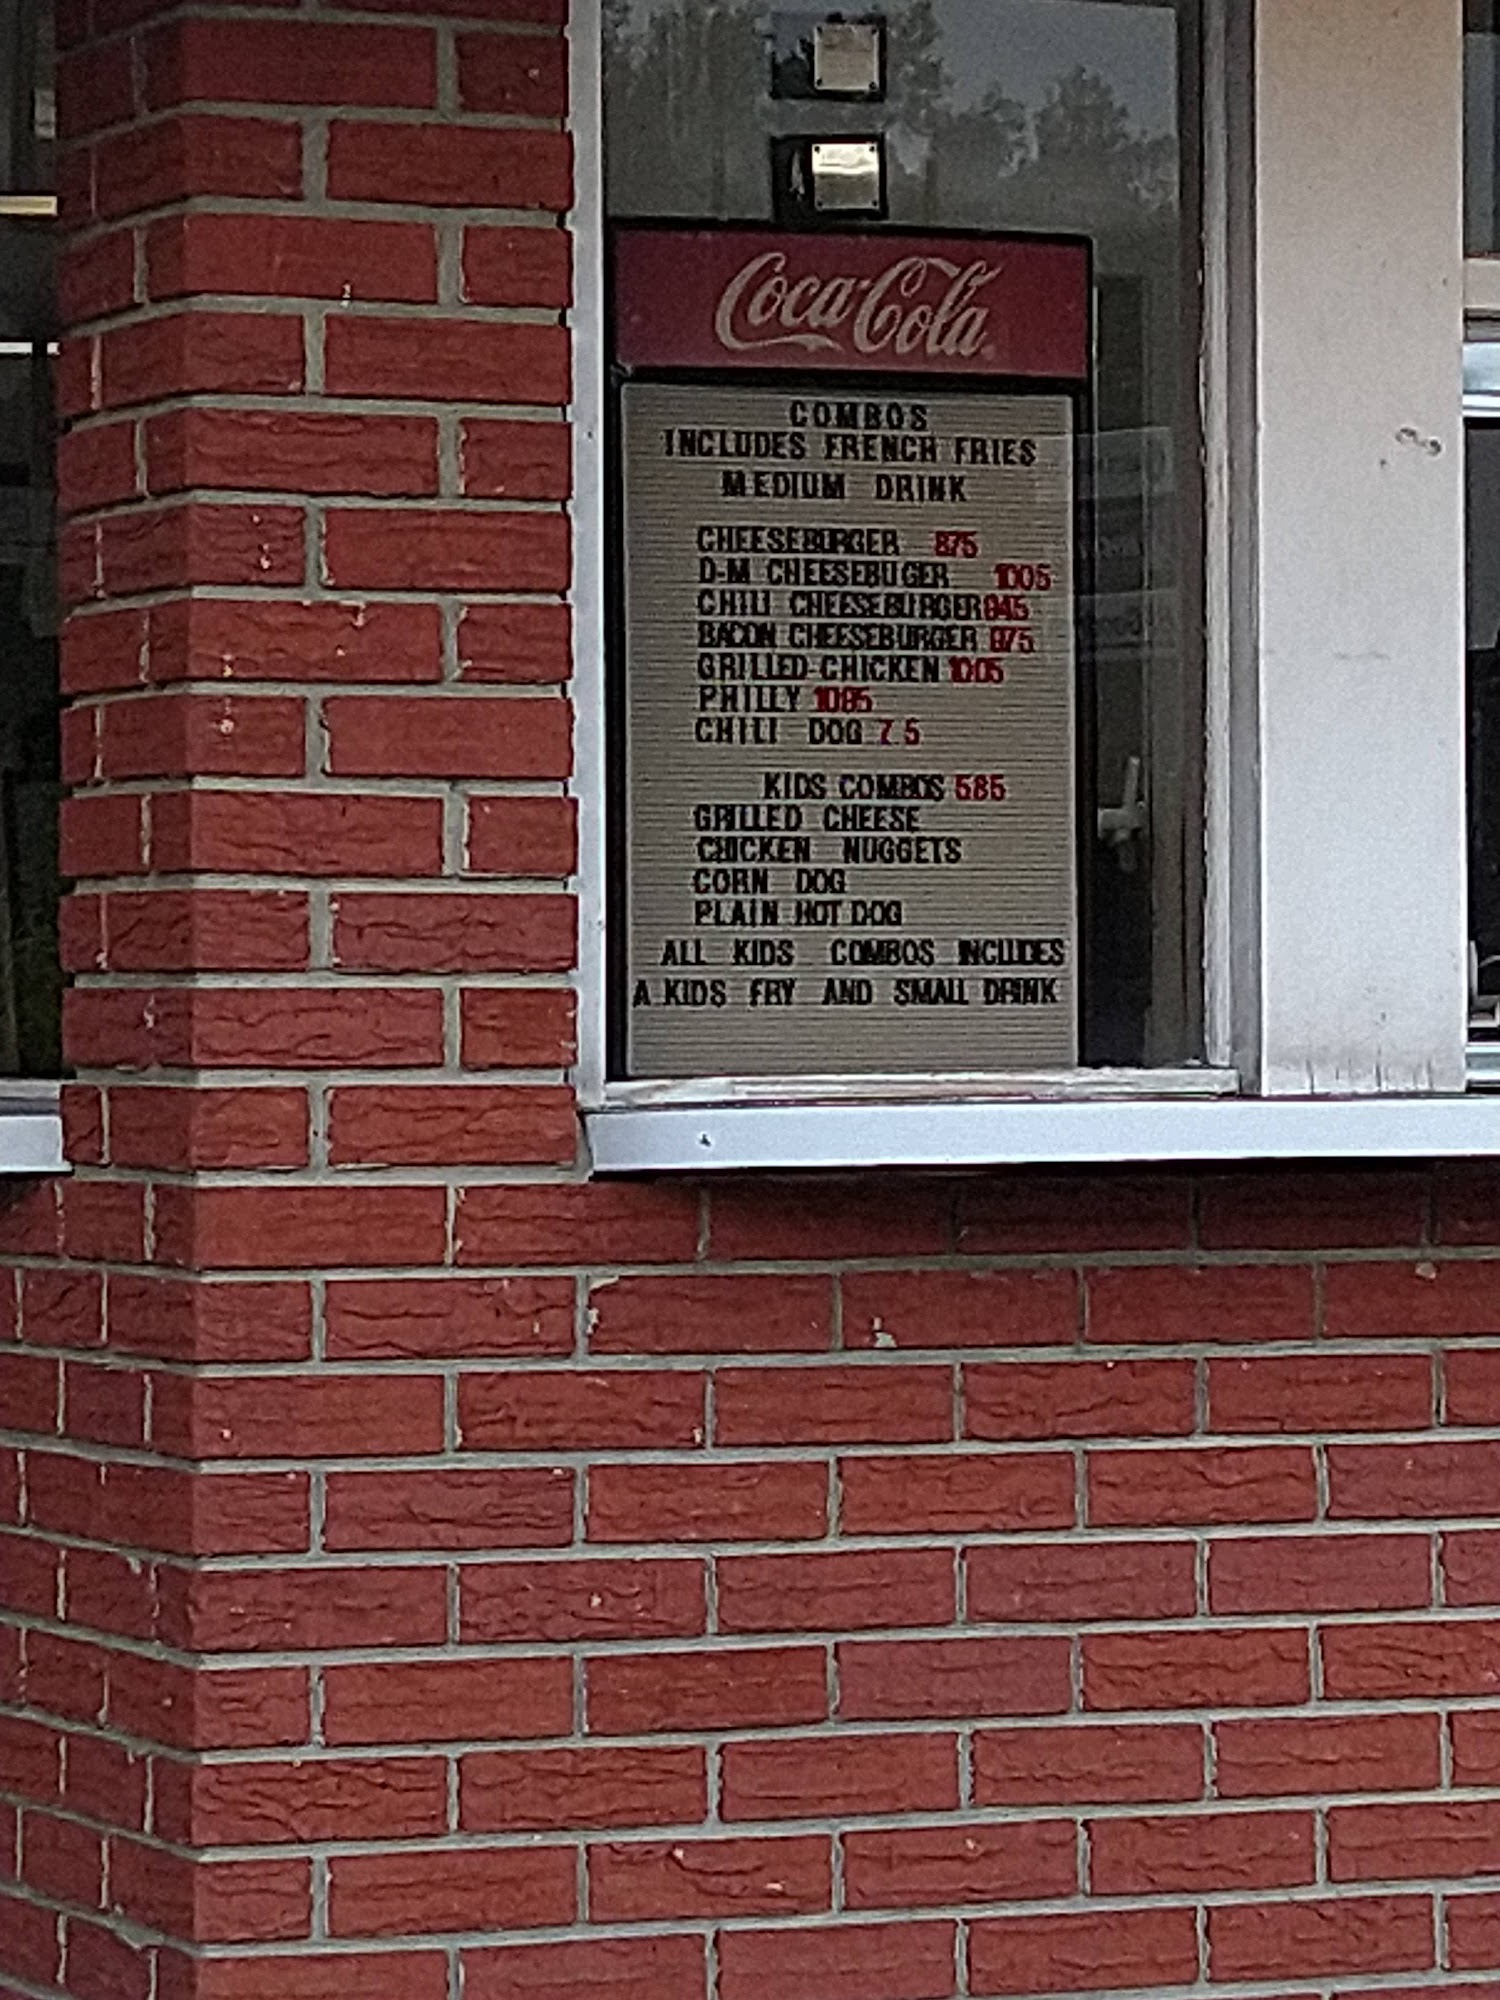 Coca-Cola
COMBOS
INCLUDES FRENCH FRIES
MEDIUM DRINK
CHEESEBURGER 875
D-M CHEESEBUGER 1005
CHILI CHEESEBURGER 945
BACON CHEESEBURGER 975
GRILLED CHICKEN 1005
PHILLY 1085
CHILI DOG 7 5
KIDS COMBOS 585
GRILLED CHEESE
CHICKEN NUGGETS
CORN DOG
PLAIN HOT DOG
ALL KIDS COMBOS INCLUDES
A KIDS FRY AND SMALL DRINK